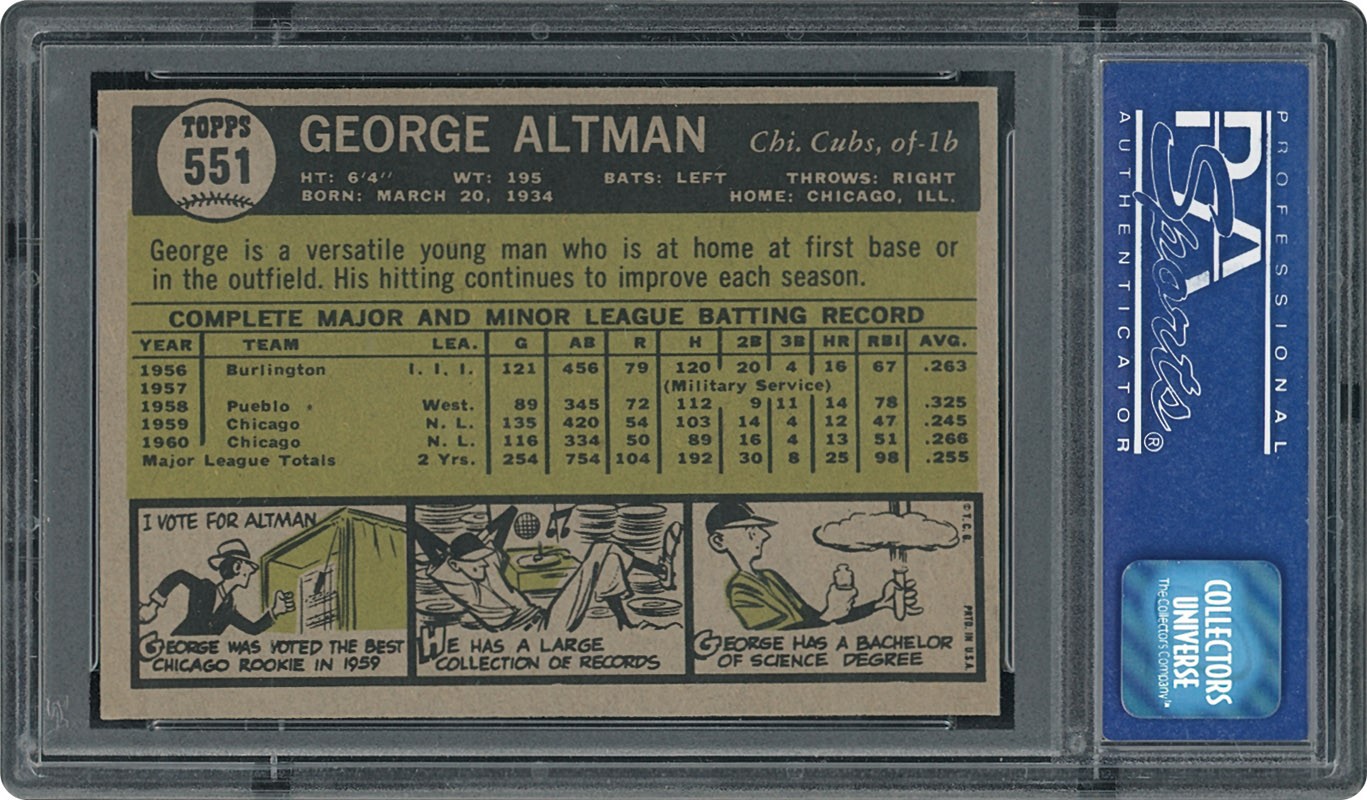 TOPPS
551
GEORGE ALTMAN Chi. Cubs, of-1b
HT: 6'4" WT: 195 BATS: LEFT THROWS: RIGHT
BORN: MARCH 20, 1934 HOME: CHICAGO, ILL.
George is a versatile young man who is at home at first base or
in the outfield. His hitting continues to improve each season.
COMPLETE MAJOR AND MINOR LEAGUE BATTING RECORD
YEAR TEAM LEA. G AB R H 2B 3B HR RBI AVG.
1956 Burlington I. I. I. 121 456 79 120 20 4 16 67 .263
1957 (Military Service)
1958 Pueblo West. 89 345 72 112 9 11 14 78 .325
1959 Chicago N. L. 135 420 54 103 14 4 12 47 .245
1960 Chicago N. L. 116 334 50 89 16 4 13 51 .266
Major League Totals 2 Yrs. 254 754 104 192 30 8 25 98 .255
I VOTE FOR ALTMAN
GEORGE WAS VOTED THE BEST
CHICAGO ROOKIE IN 1959
HE HAS A LARGE
COLLECTION OF RECORDS
GEORGE HAS A BACHELOR
OF SCIENCE DEGREE
© T. C. G.
PRTD. IN U.S.A.
PROFESSIONAL
PSA
Sports®
AUTHENTICATOR
COLLECTORS
UNIVERSE
The Collector's Company™